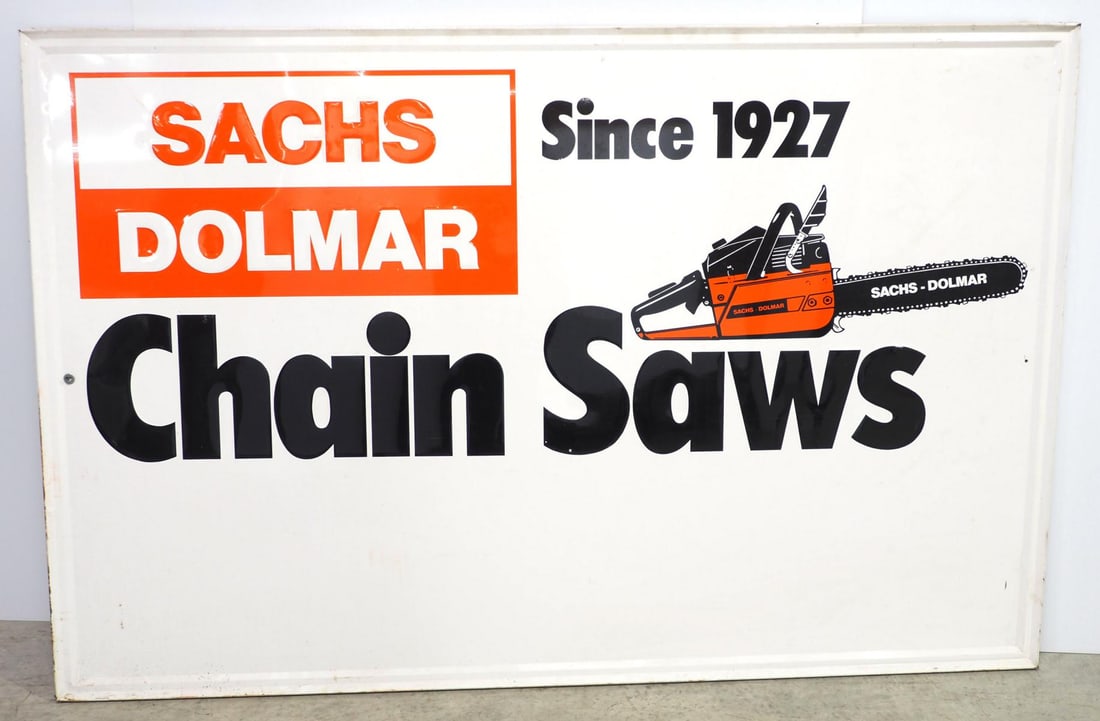 SACHS
DOLMAR
Since 1927
SACHS - DOLMAR
SACHS DOLMAR
Chain Saws